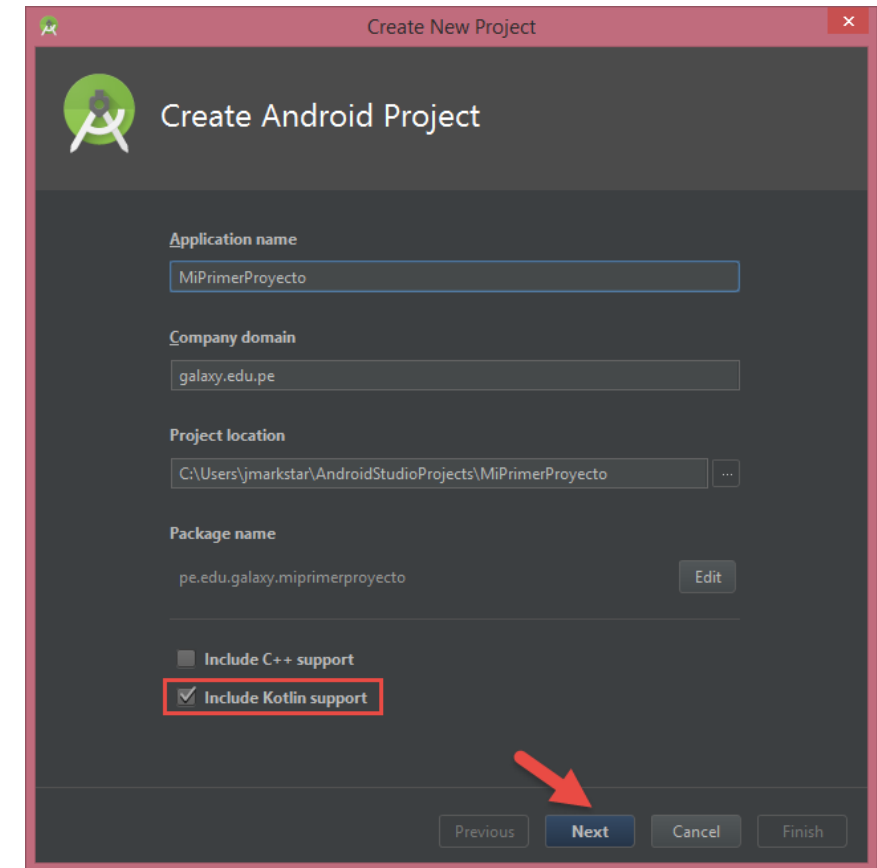 Create New Project
Create Android Project
Application name
MiPrimerProyecto
Company domain
galaxy.edu.pe
Project location
C:\Users\jmarkstar\AndroidStudioProjects\MiPrimerProyecto
...
Package name
pe.edu.galaxy.miprimerproyecto
Edit
Include C++ support
Include Kotlin support
Previous Next Cancel Finish